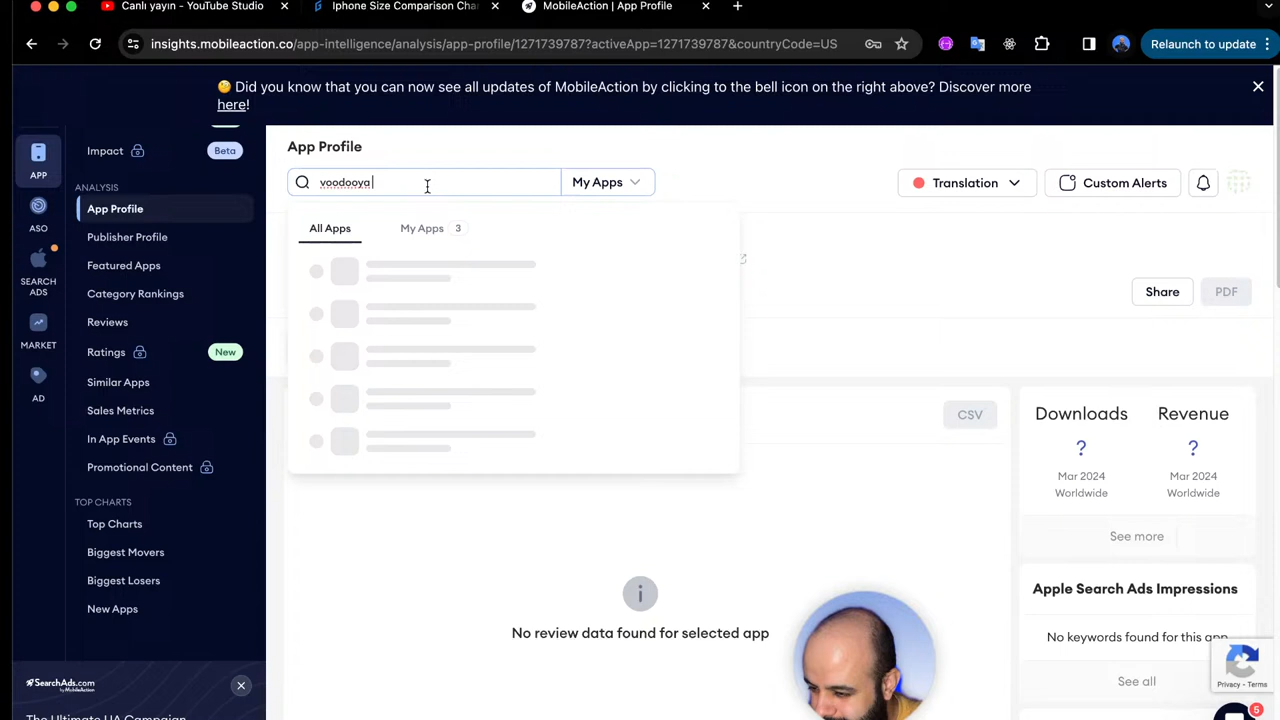 Canlı yayın - YouTube Studio
Iphone Size Comparison Cha
MobileAction | App Profile
insights.mobileaction.co/app-intelligence/analysis/app-profile/1271739787?activeApp=1271739787&countryCode=US
Relaunch to update
Did you know that you can now see all updates of MobileAction by clicking to the bell icon on the right above? Discover more
here!
APP
ASO
SEARCH
ADS
MARKET
AD
Impact
Beta
ANALYSIS
App Profile
Publisher Profile
Featured Apps
Category Rankings
Reviews
Ratings
New
Similar Apps
Sales Metrics
In App Events
Promotional Content
TOP CHARTS
Top Charts
Biggest Movers
Biggest Losers
New Apps
SearchAds.com
by MobileAction
The Ultimate UA Campaign
App Profile
voodooya
My Apps
Translation
Custom Alerts
All Apps
My Apps 3
Share
PDF
CSV
No review data found for selected app
Downloads
Revenue
?
?
Mar 2024
Worldwide
Mar 2024
Worldwide
See more
Apple Search Ads Impressions
No keywords found for this app
See all
Privacy - Terms
5